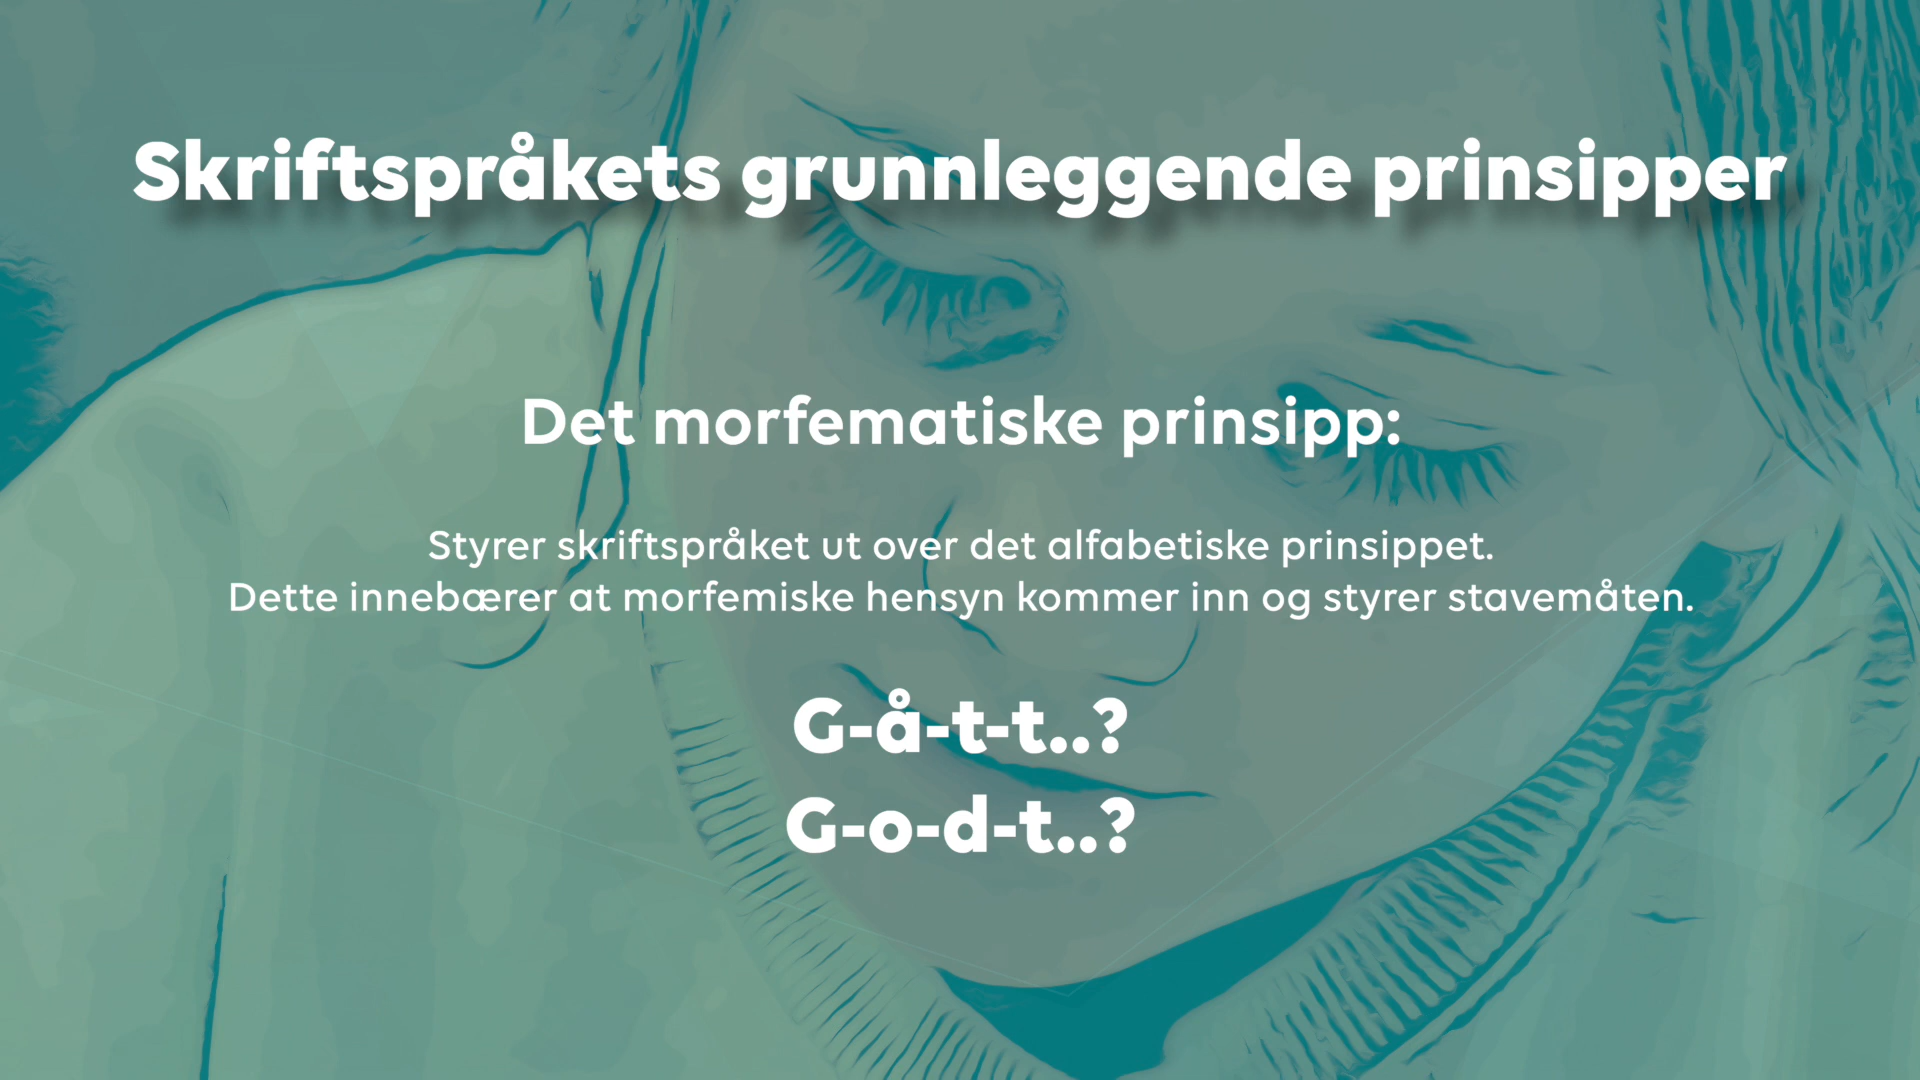 Skriftspråkets grunnleggende prinsipper
Det morfematiske prinsipp:
Styrer skriftspråket ut over det alfabetiske prinsippet.
Dette innebærer at morfemiske hensyn kommer inn og styrer stavemåten.
G-å-t-t..?
G-o-d-t..?